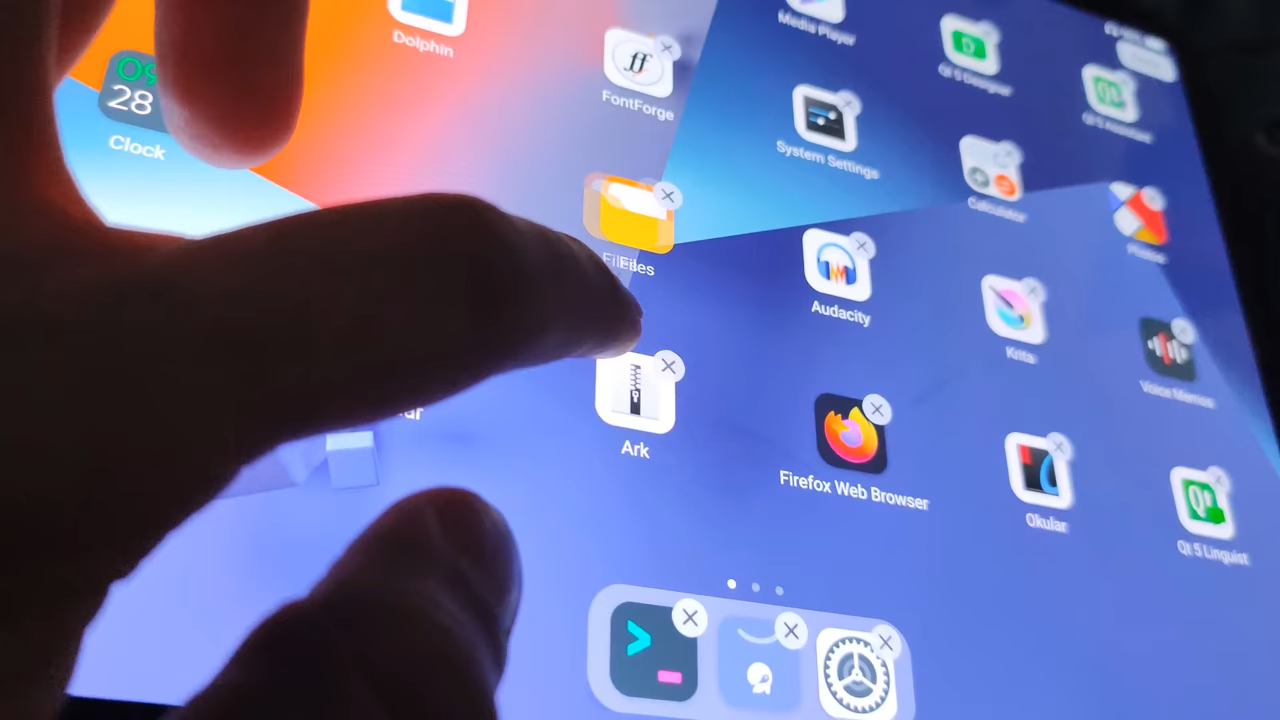 Dolphin
FontForge
Media Player
Qt 5 Designer
Qt 5 Assistant
09
28
Clock
System Settings
Calculator
Files
Audacity
Krita
Voice Memos
Ark
Firefox Web Browser
Okular
Qt 5 Linguist